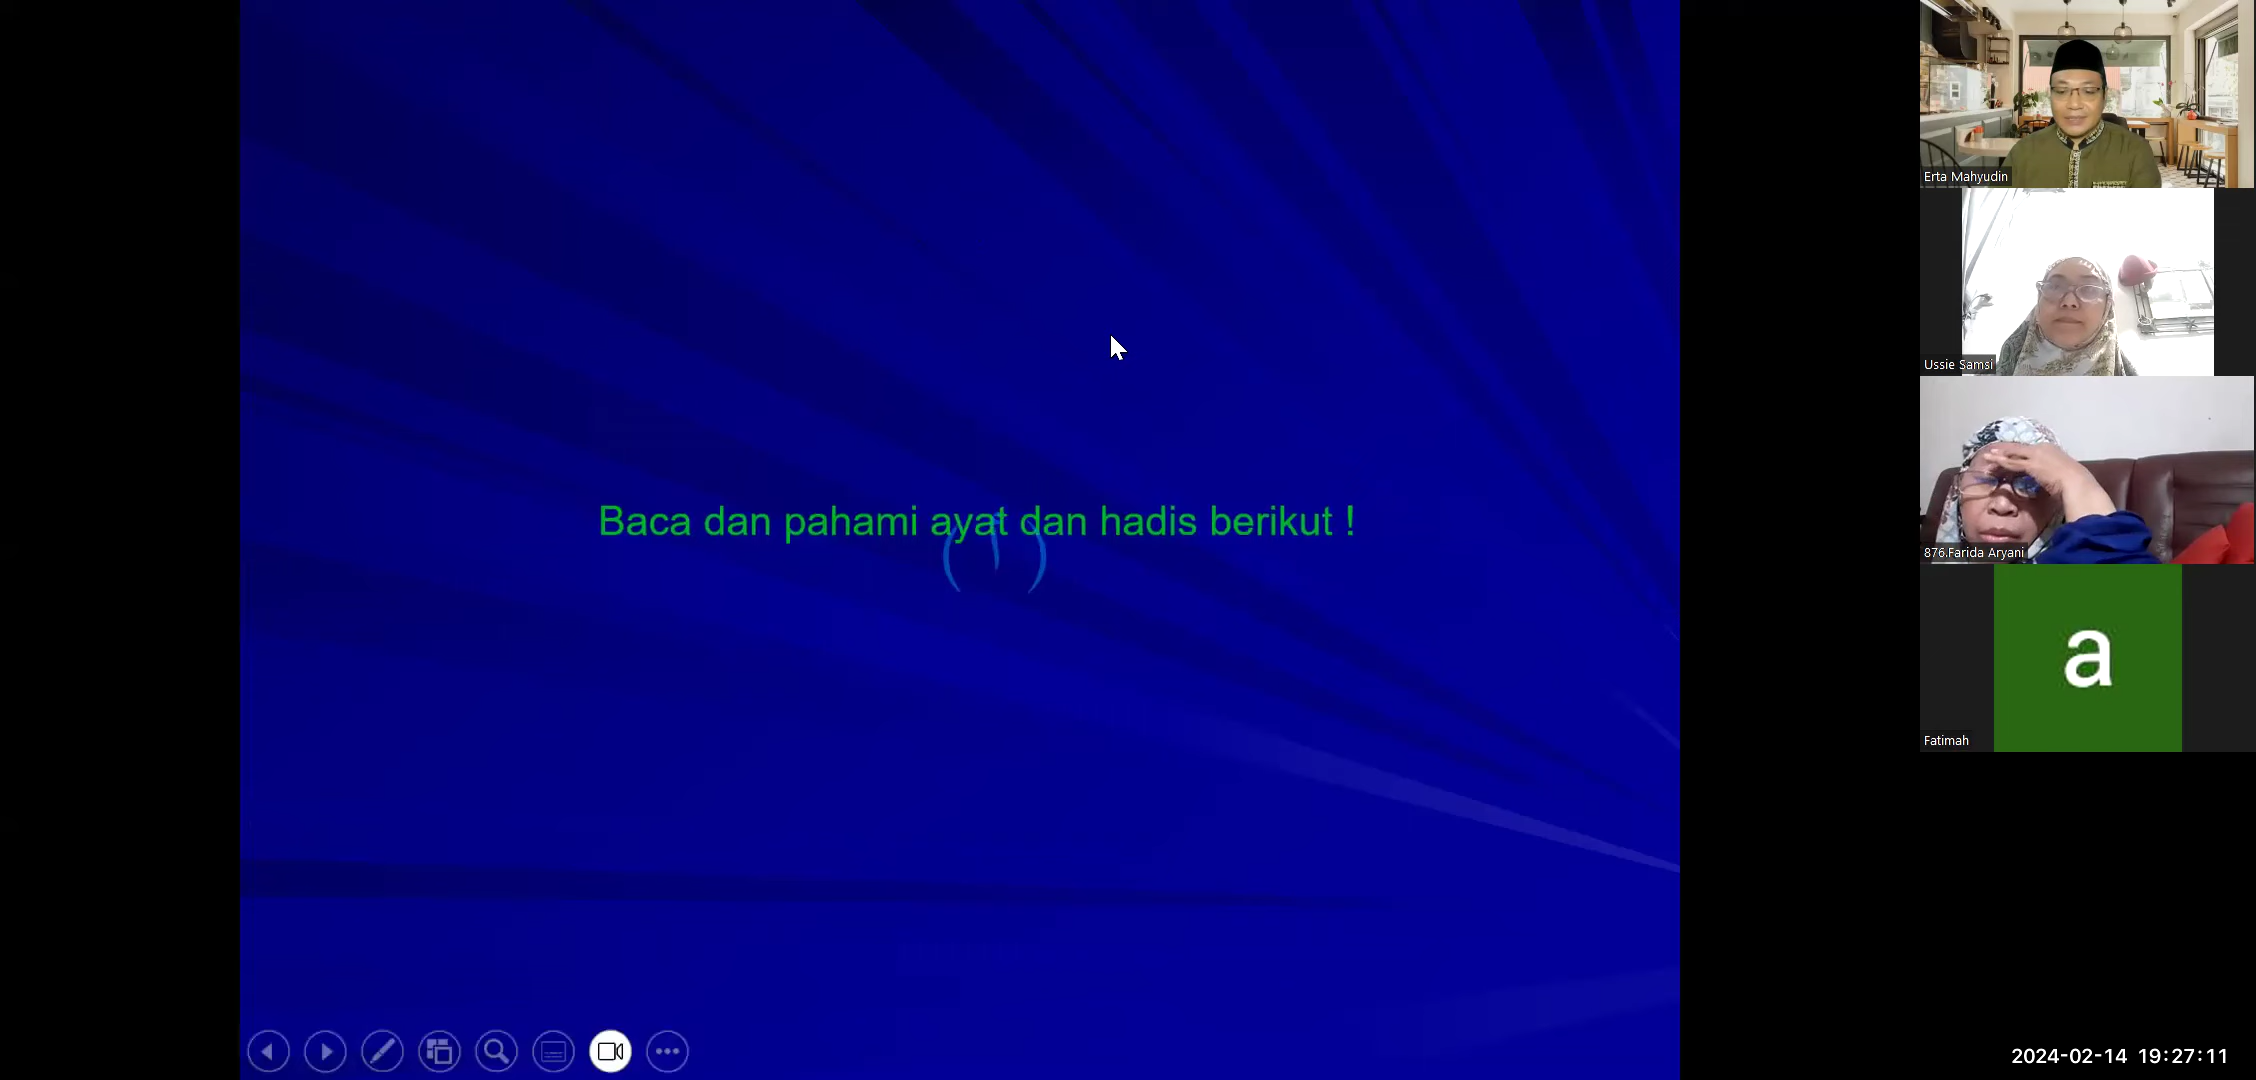 Baca dan pahami ayat dan hadis berikut !
( ١ )
Erta Mahyudin
Ussie Samsi
876.Farida Aryani
a
Fatimah
2024-02-14 19:27:11